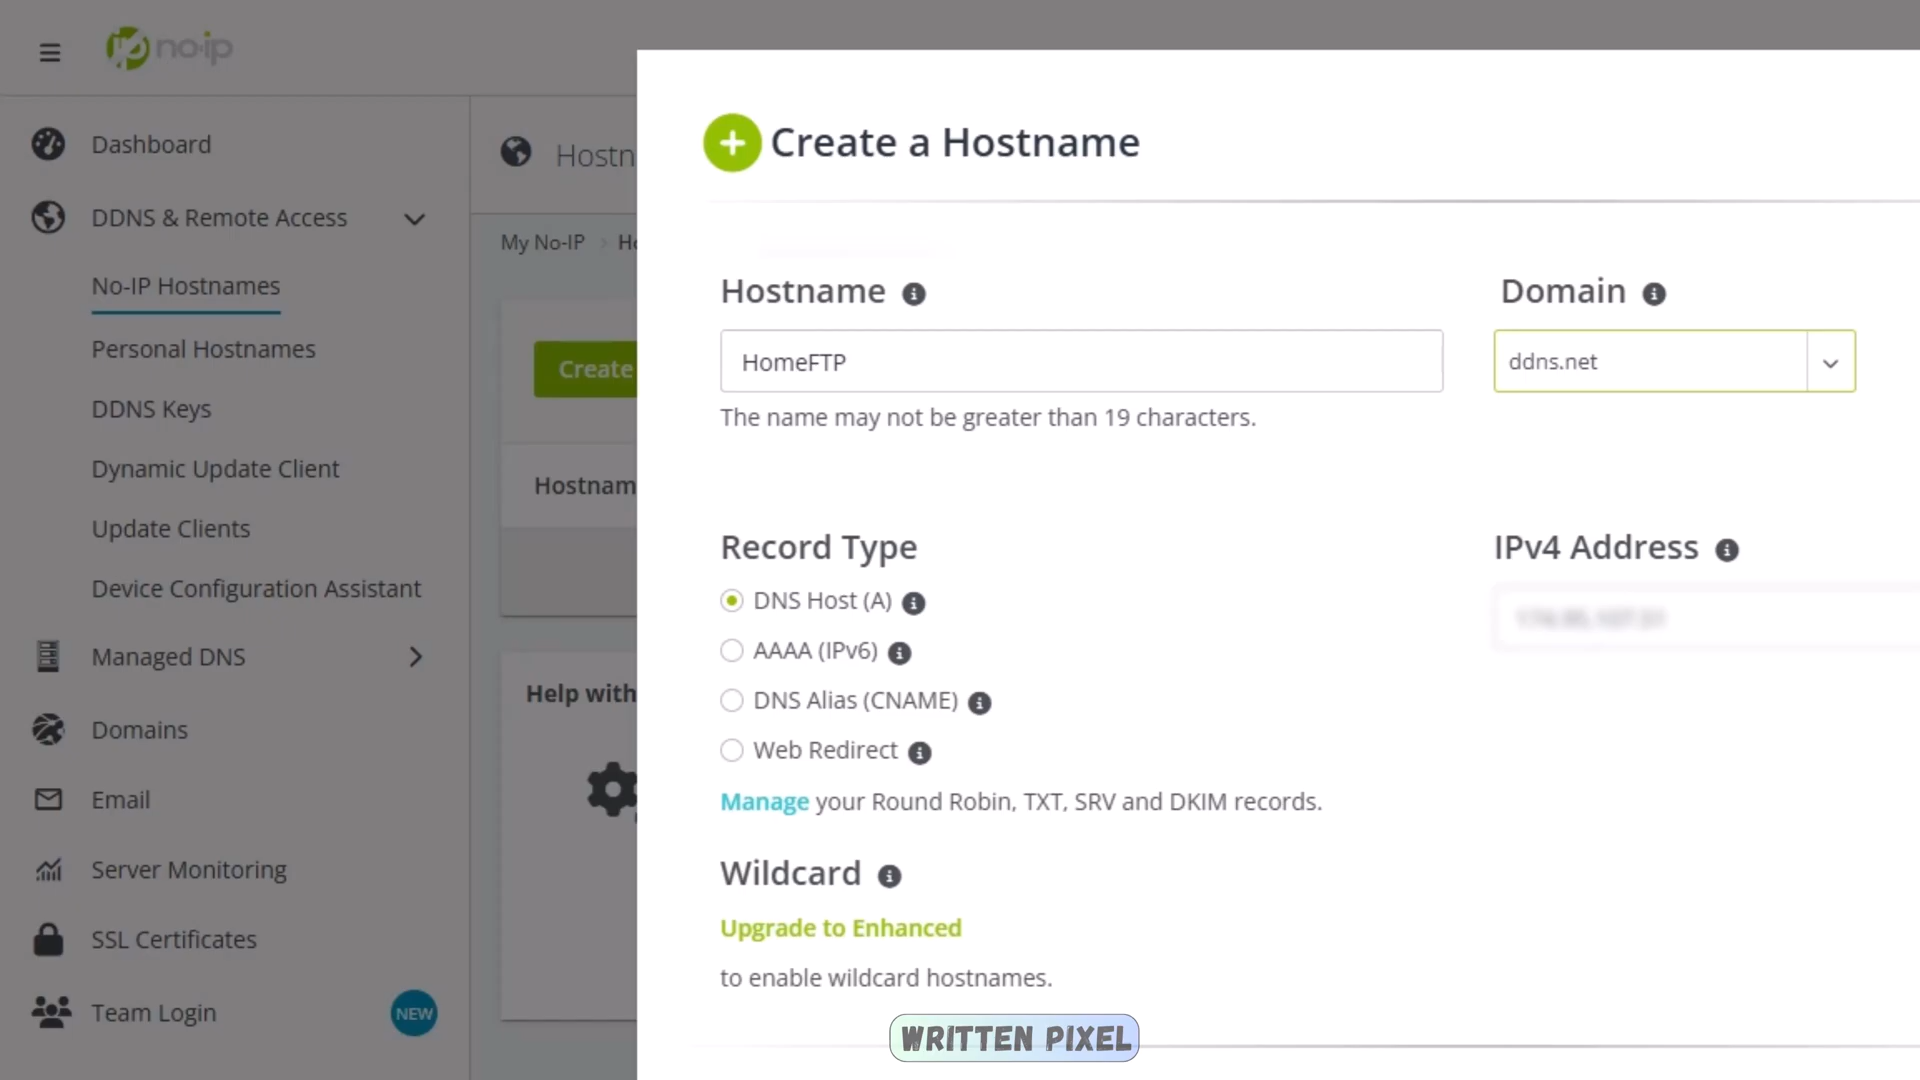 no-ip
Dashboard
DDNS & Remote Access
No-IP Hostnames
Personal Hostnames
DDNS Keys
Dynamic Update Client
Update Clients
Device Configuration Assistant
Managed DNS
Domains
Email
Server Monitoring
SSL Certificates
Team Login
NEW
Hostn
My No-IP
Create
Hostnam
Help with
Create a Hostname
Hostname
Domain
HomeFTP
ddns.net
The name may not be greater than 19 characters.
Record Type
IPv4 Address
DNS Host (A)
AAAA (IPv6)
DNS Alias (CNAME)
Web Redirect
Manage your Round Robin, TXT, SRV and DKIM records.
Wildcard
Upgrade to Enhanced
to enable wildcard hostnames.
WRITTEN PIXEL